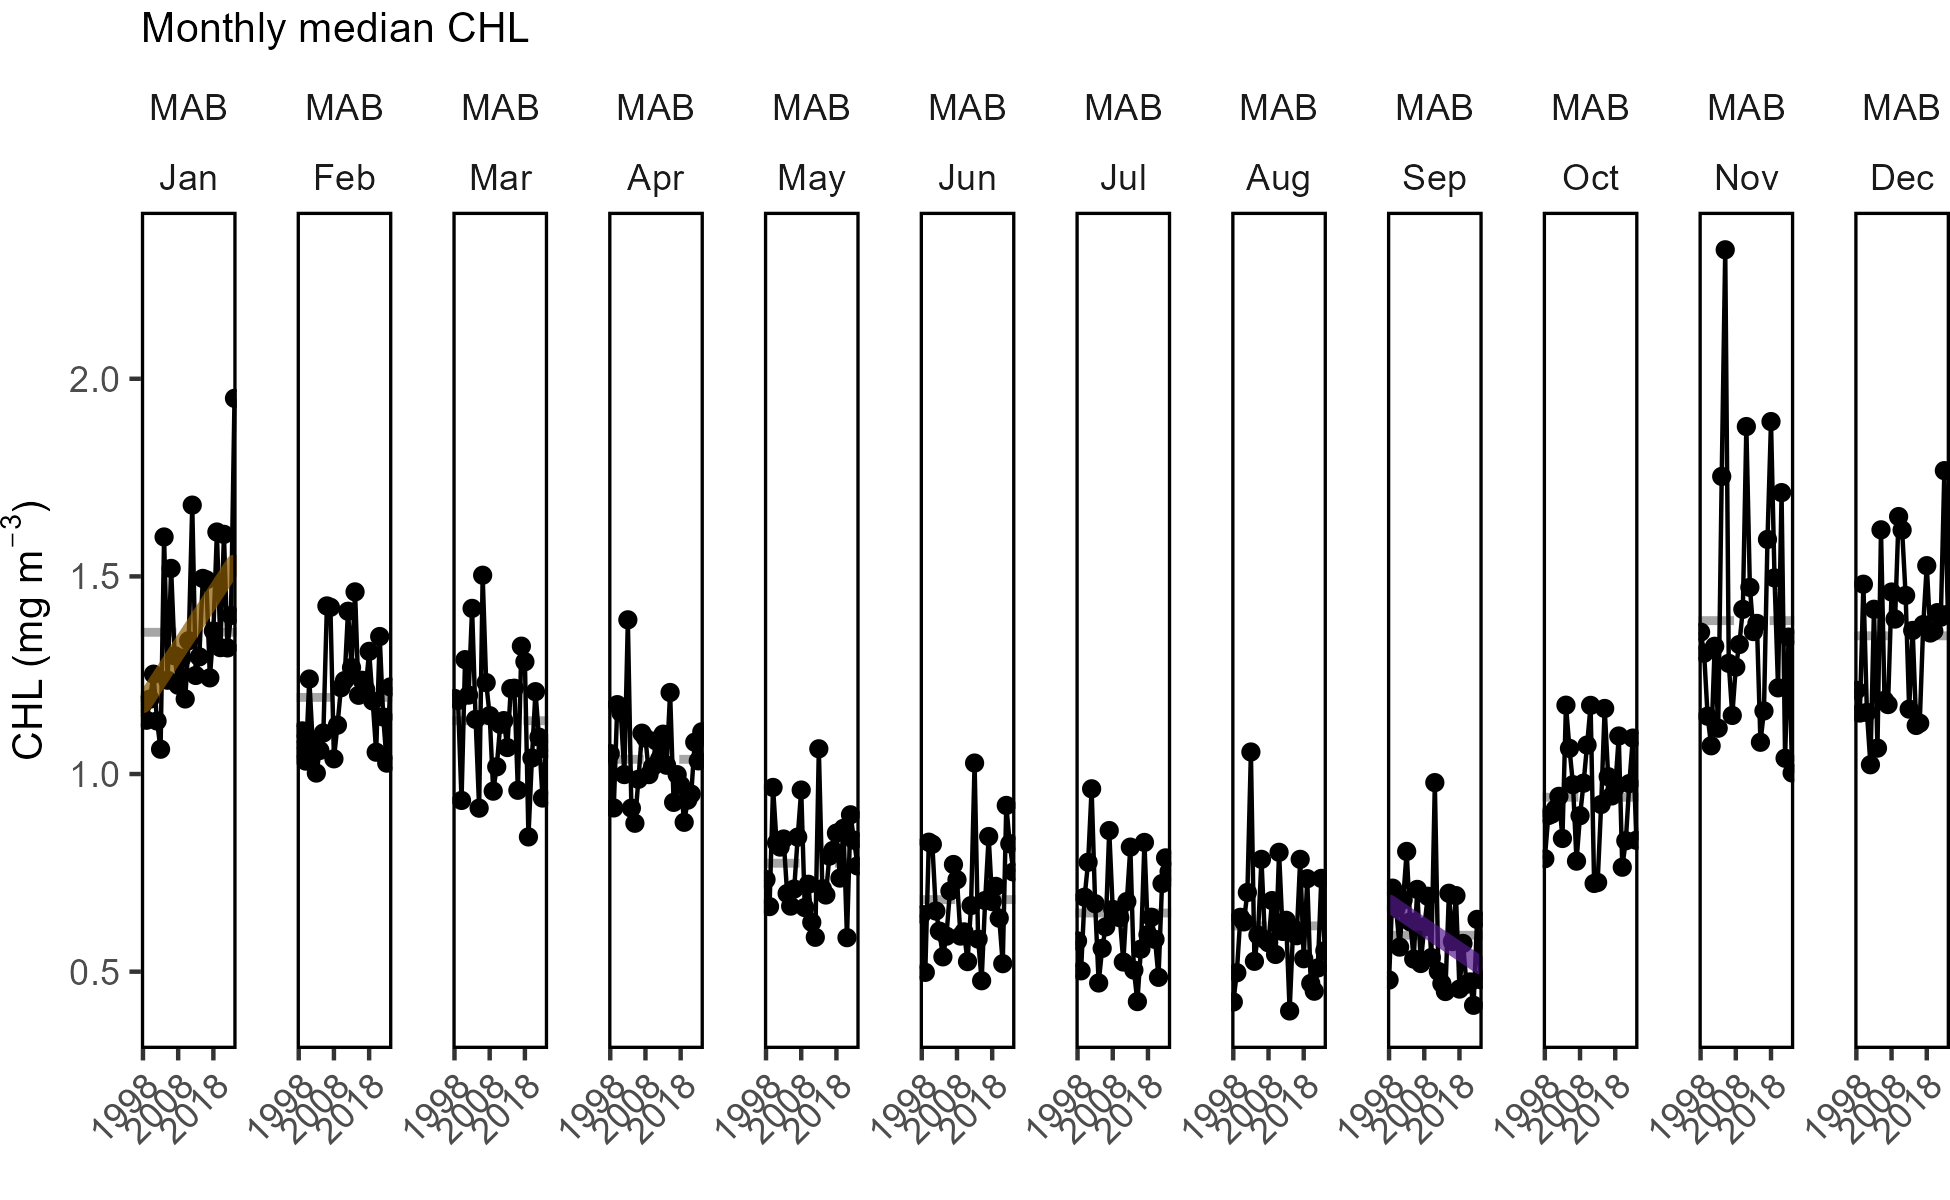 Monthly median CHL
MAB MAB MAB MAB MAB MAB MAB MAB MAB MAB MAB MAB
Jan Feb Mar Apr May Jun Jul Aug Sep Oct Nov Dec
CHL (mg m⁻³)
2.0
1.5
1.0
0.5
1998 2008 2018 1998 2008 2018 1998 2008 2018 1998 2008 2018 1998 2008 2018 1998 2008 2018 1998 2008 2018 1998 2008 2018 1998 2008 2018 1998 2008 2018 1998 2008 2018 1998 2008 2018